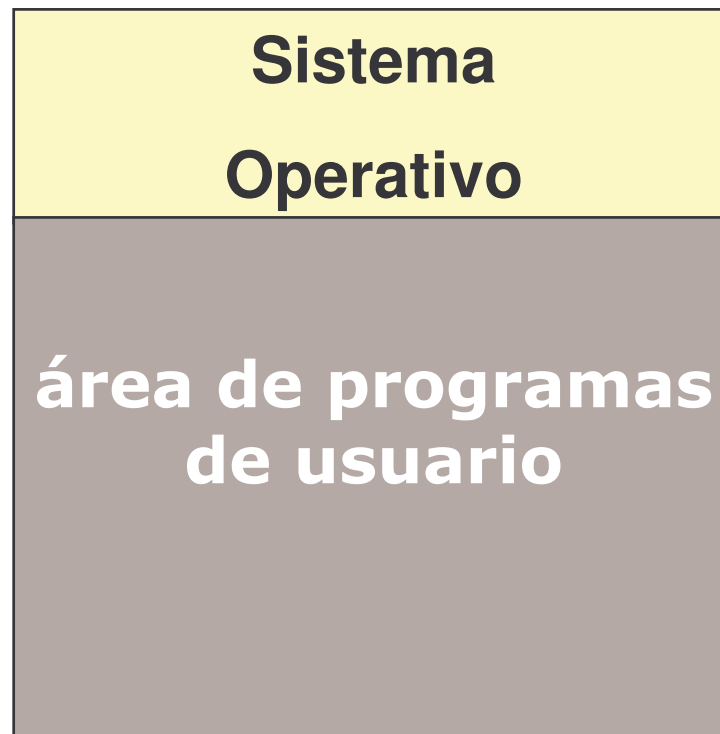 Sistema
Operativo
área de programas
de usuario